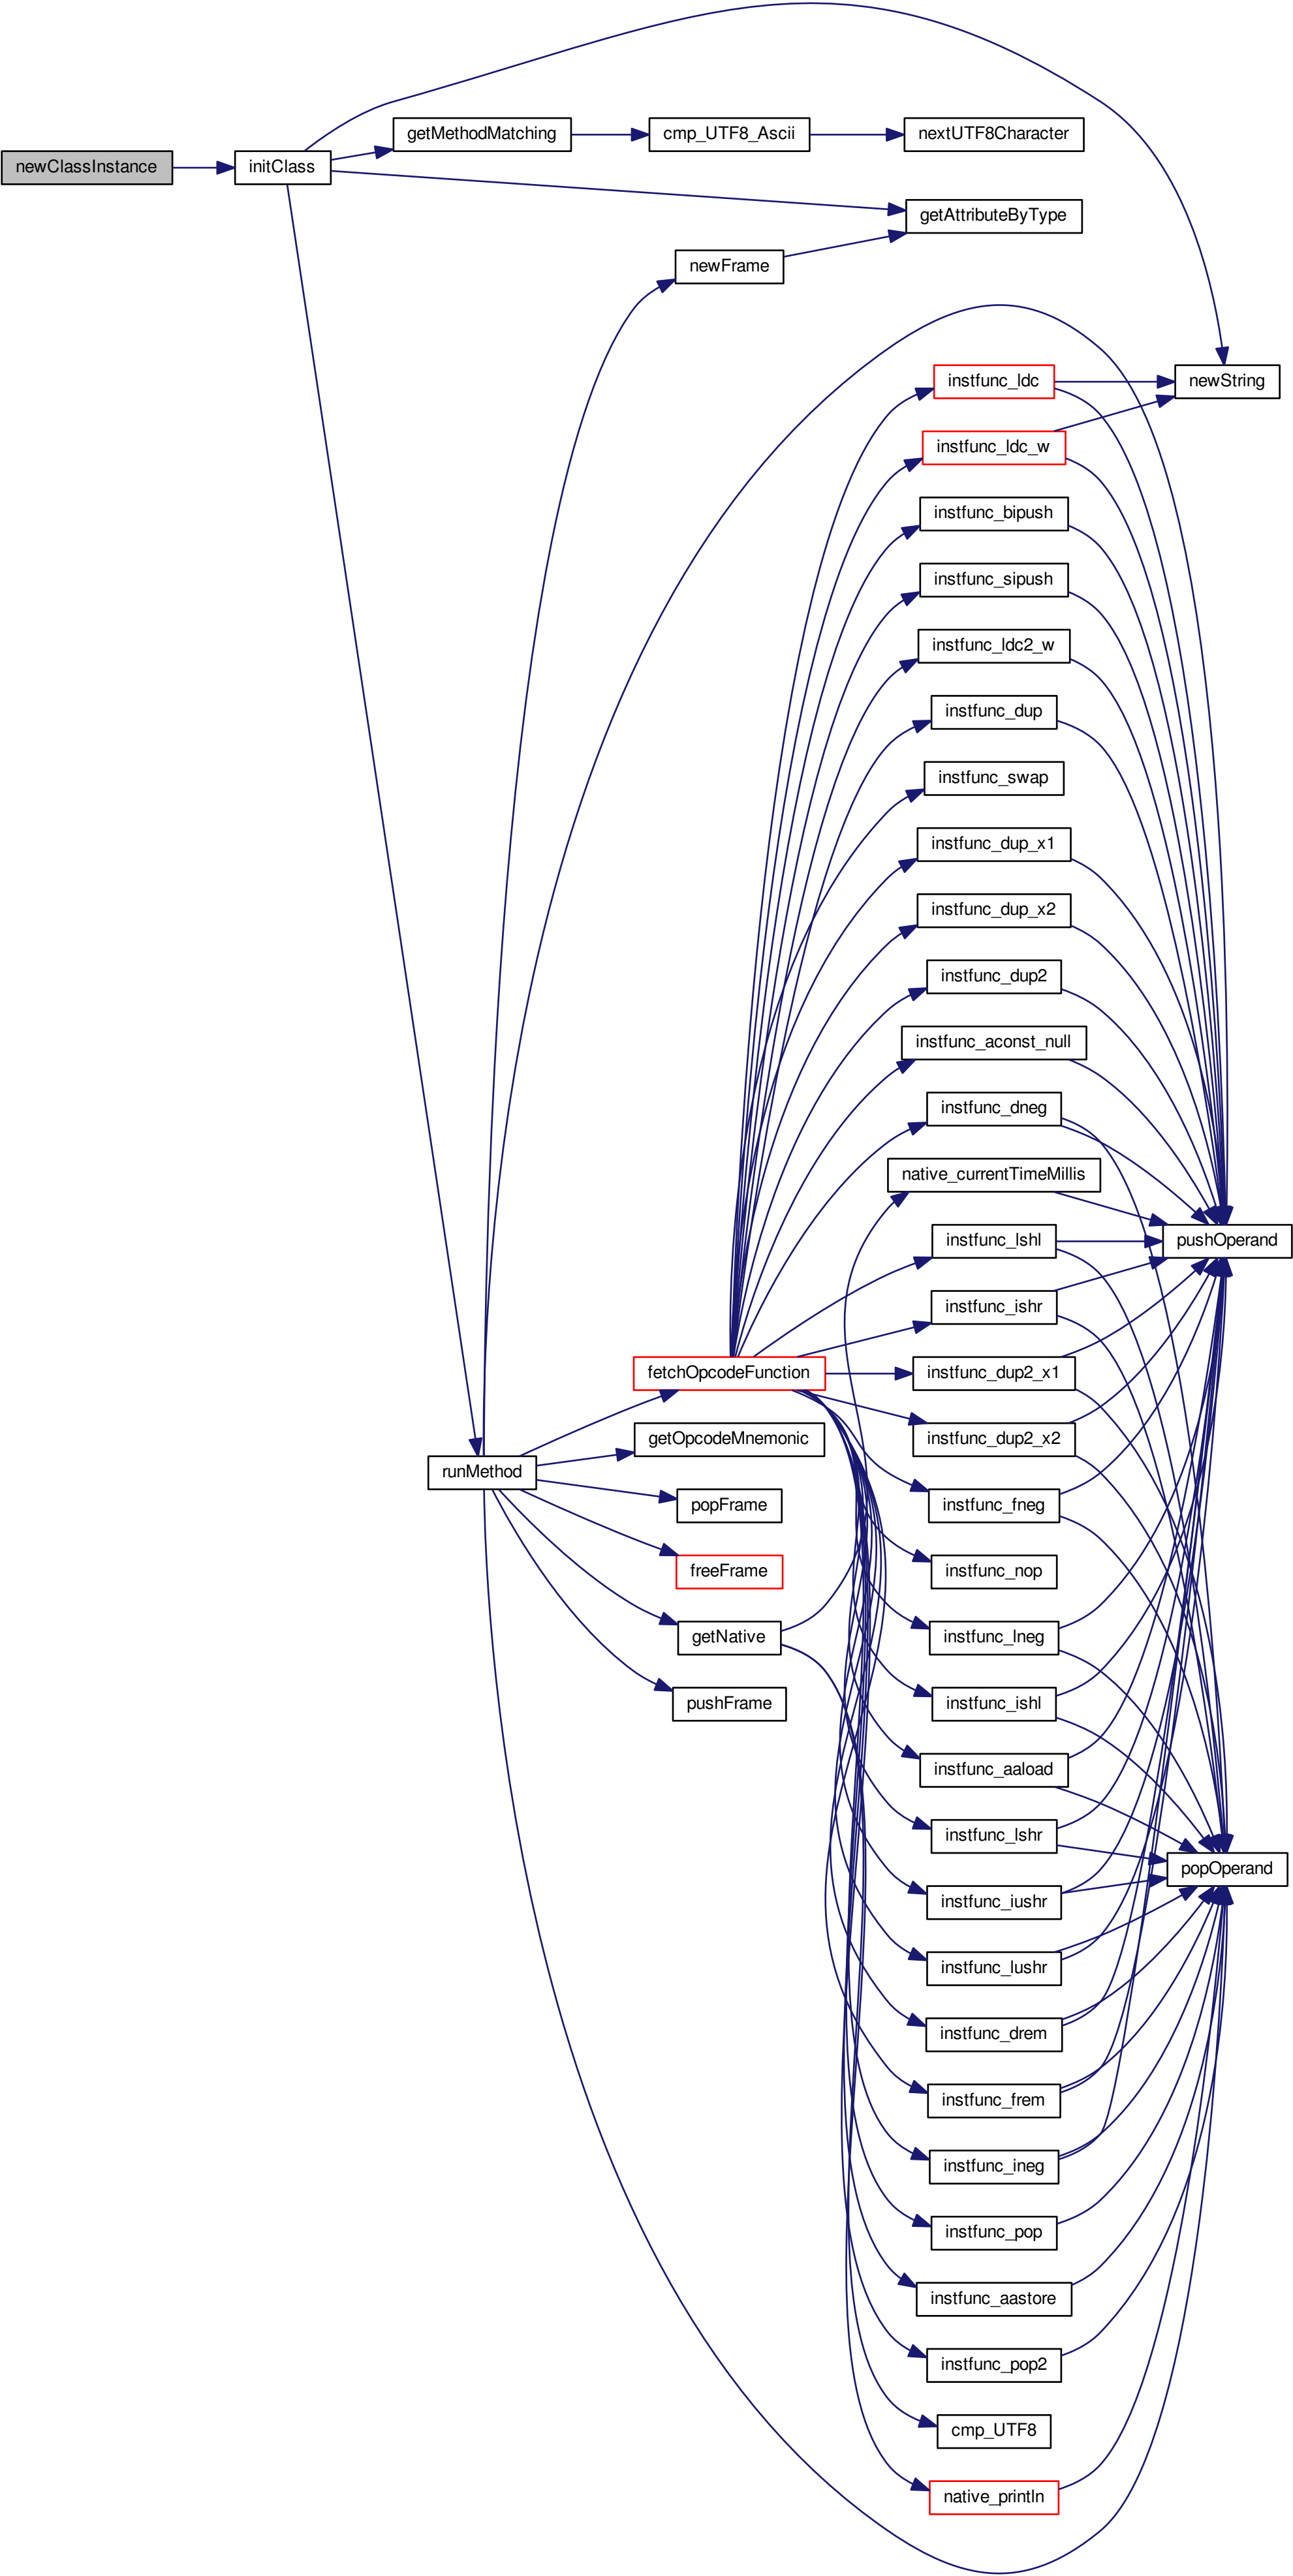 getMethodMatching
cmp_UTF8_Ascii
nextUTF8Character
newClassInstance
initClass
getAttributeByType
newFrame
instfunc_ldc
newString
instfunc_ldc_w
instfunc_bipush
instfunc_sipush
instfunc_ldc2_w
instfunc_dup
instfunc_swap
instfunc_dup_x1
instfunc_dup_x2
instfunc_dup2
instfunc_aconst_null
instfunc_dneg
native_currentTimeMillis
instfunc_lshl
pushOperand
instfunc_ishr
fetchOpcodeFunction
instfunc_dup2_x1
getOpcodeMnemonic
instfunc_dup2_x2
runMethod
popFrame
instfunc_fneg
freeFrame
instfunc_nop
getNative
instfunc_lneg
pushFrame
instfunc_ishl
instfunc_aaload
instfunc_lshr
popOperand
instfunc_iushr
instfunc_lushr
instfunc_drem
instfunc_frem
instfunc_ineg
instfunc_pop
instfunc_aastore
instfunc_pop2
cmp_UTF8
native_println